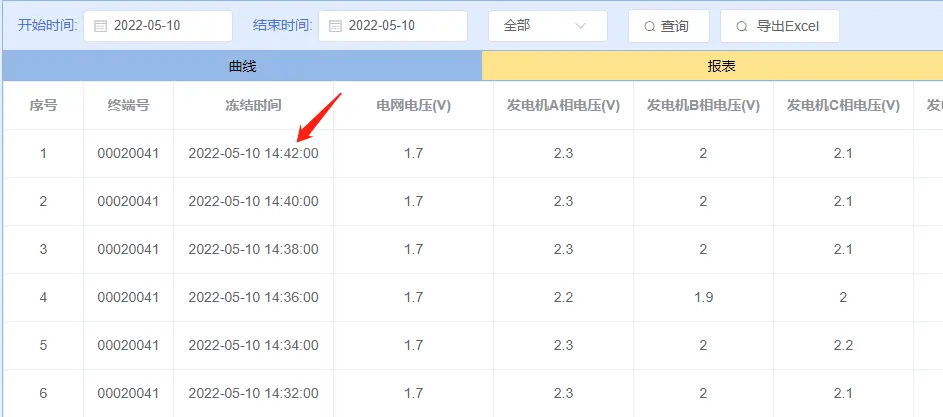 开始时间: 2022-05-10 结束时间: 2022-05-10 全部 查询 导出Excel
曲线 报表
序号 终端号 冻结时间 电网电压(V) 发电机A相电压(V) 发电机B相电压(V) 发电机C相电压(V) 发
1 00020041 2022-05-10 14:42:00 1.7 2.3 2 2.1
2 00020041 2022-05-10 14:40:00 1.7 2.3 2 2.1
3 00020041 2022-05-10 14:38:00 1.7 2.3 2 2.1
4 00020041 2022-05-10 14:36:00 1.7 2.2 1.9 2
5 00020041 2022-05-10 14:34:00 1.7 2.3 2 2.2
6 00020041 2022-05-10 14:32:00 1.7 2.3 2 2.1